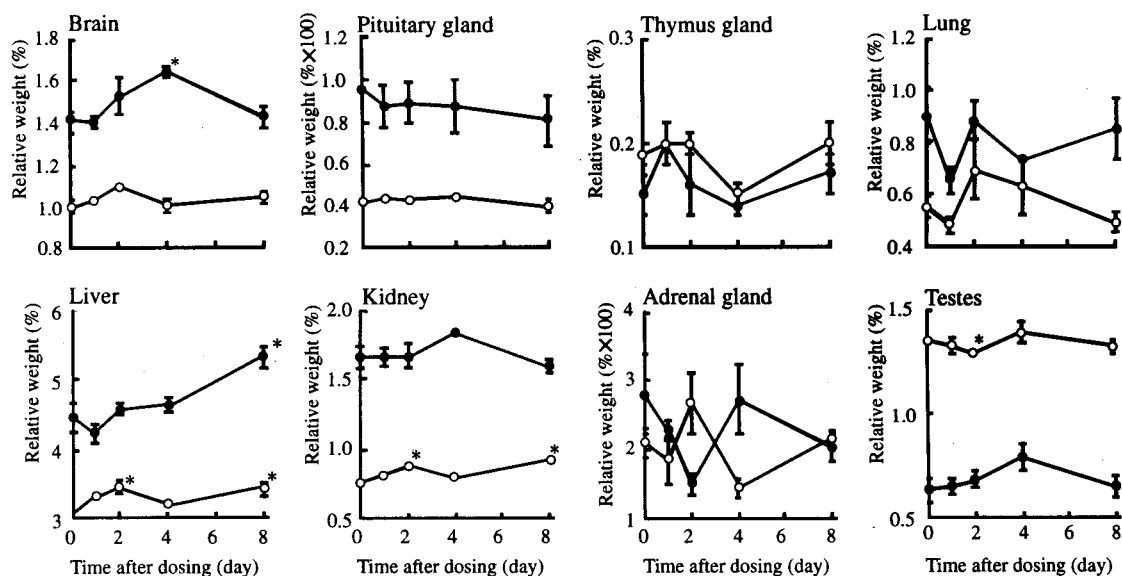 Brain
Relative weight (%)
1.8
1.6
1.4
1.2
1.0
0.8
*
Pituitary gland
Relative weight (%×100)
1.2
1.0
0.8
0.6
0.4
0.2
Thymus gland
Relative weight (%)
0.3
0.2
0.1
Lung
Relative weight (%)
1.2
1.0
0.8
0.6
0.4
Liver
Relative weight (%)
6
5
4
3
*
*
*
0 2 4 6 8
Time after dosing (day)
Kidney
Relative weight (%)
2.0
1.5
1.0
0.5
*
*
0 2 4 6 8
Time after dosing (day)
Adrenal gland
Relative weight (%×100)
4
3
2
1
0 2 4 6 8
Time after dosing (day)
Testes
Relative weight (%)
1.5
1.0
0.5
*
0 2 4 6 8
Time after dosing (day)